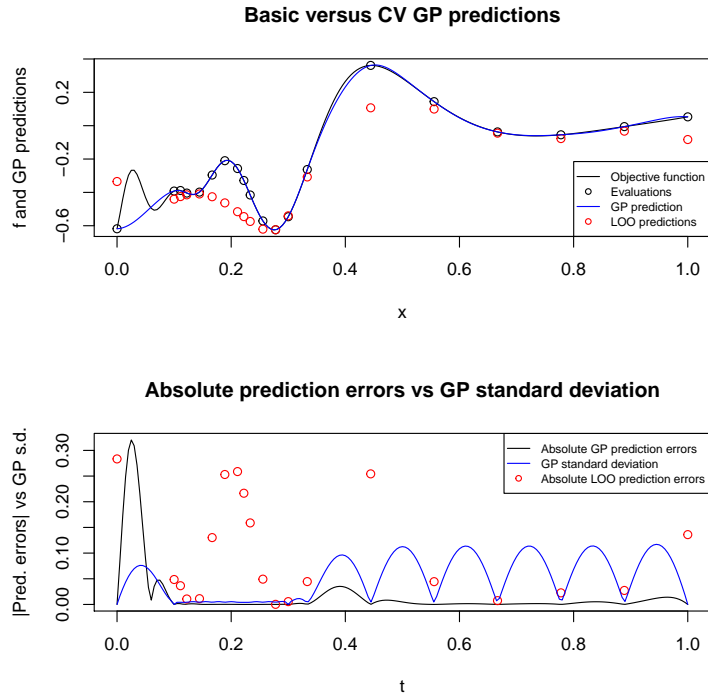 Basic versus CV GP predictions
f and GP predictions
0.2
−0.2
−0.6
Objective function
Evaluations
GP prediction
LOO predictions
0.0 0.2 0.4 0.6 0.8 1.0
x
Absolute prediction errors vs GP standard deviation
|Pred. errors| vs GP s.d.
0.30
0.20
0.10
0.00
Absolute GP prediction errors
GP standard deviation
Absolute LOO prediction errors
0.0 0.2 0.4 0.6 0.8 1.0
t